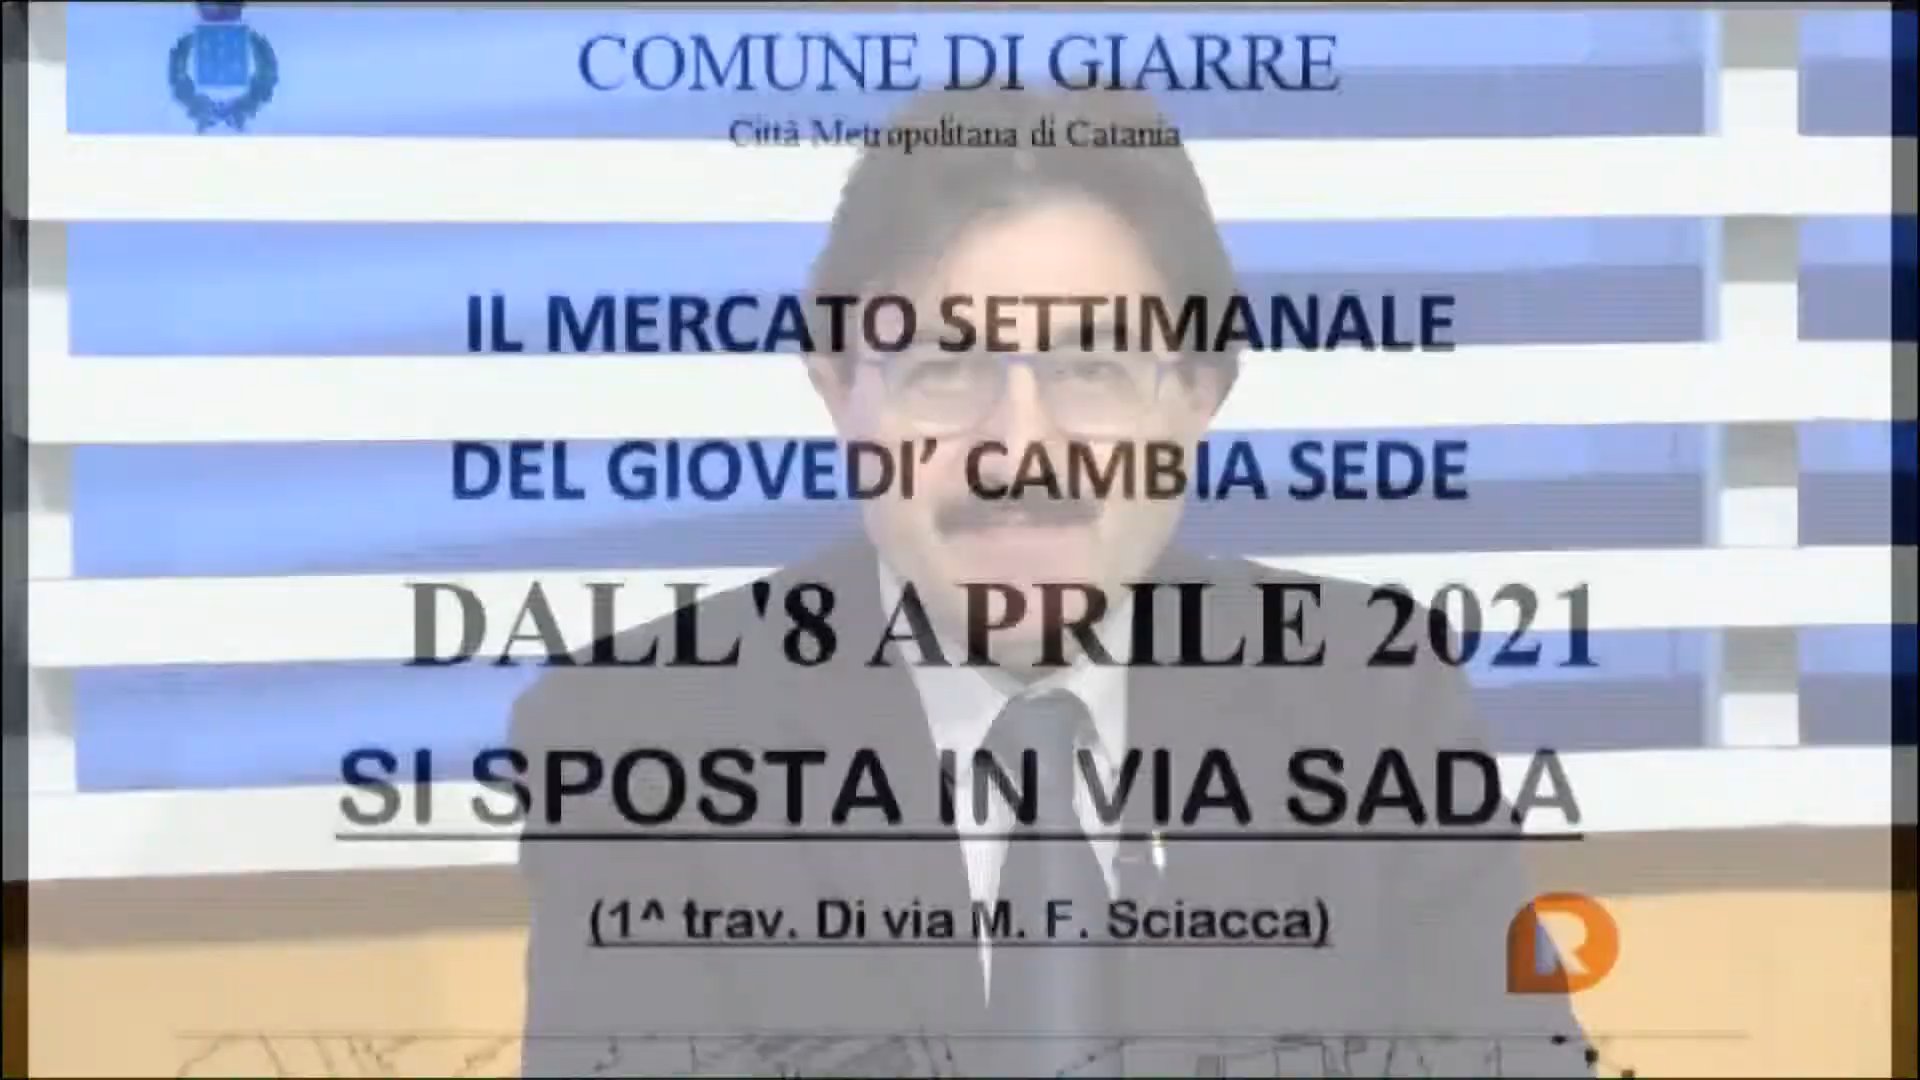 COMUNE DI GIARRE
Città Metropolitana di Catania
IL MERCATO SETTIMANALE
DEL GIOVEDI’ CAMBIA SEDE
DALL'8 APRILE 2021
SI SPOSTA IN VIA SADA
(1^ trav. Di via M. F. Sciacca)
R